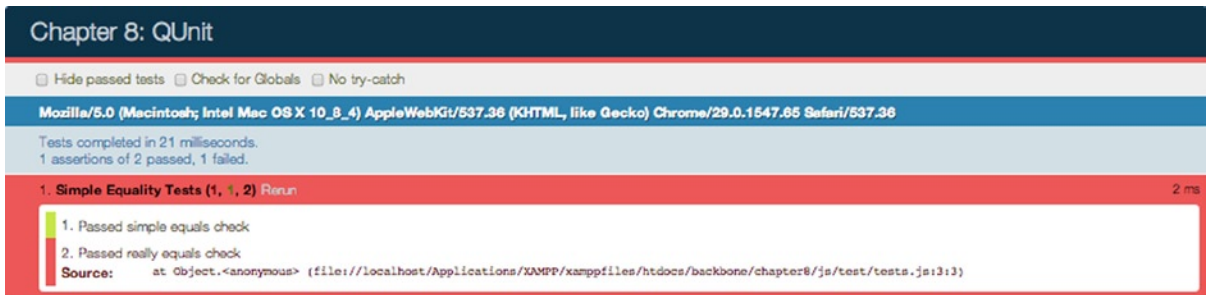 Chapter 8: QUnit
Hide passed tests Check for Globals No try-catch
Mozilla/5.0 (Macintosh; Intel Mac OS X 10_8_4) AppleWebKit/537.36 (KHTML, like Gecko) Chrome/29.0.1547.65 Safari/537.36
Tests completed in 21 milliseconds.
1 assertions of 2 passed, 1 failed.
1. Simple Equality Tests (1, 1, 2) Rerun 2 ms
1. Passed simple equals check
2. Passed really equals check
Source: at Object.<anonymous> (file://localhost/Applications/XAMPP/xamppfiles/htdocs/backbone/chapter8/js/test/tests.js:3:3)